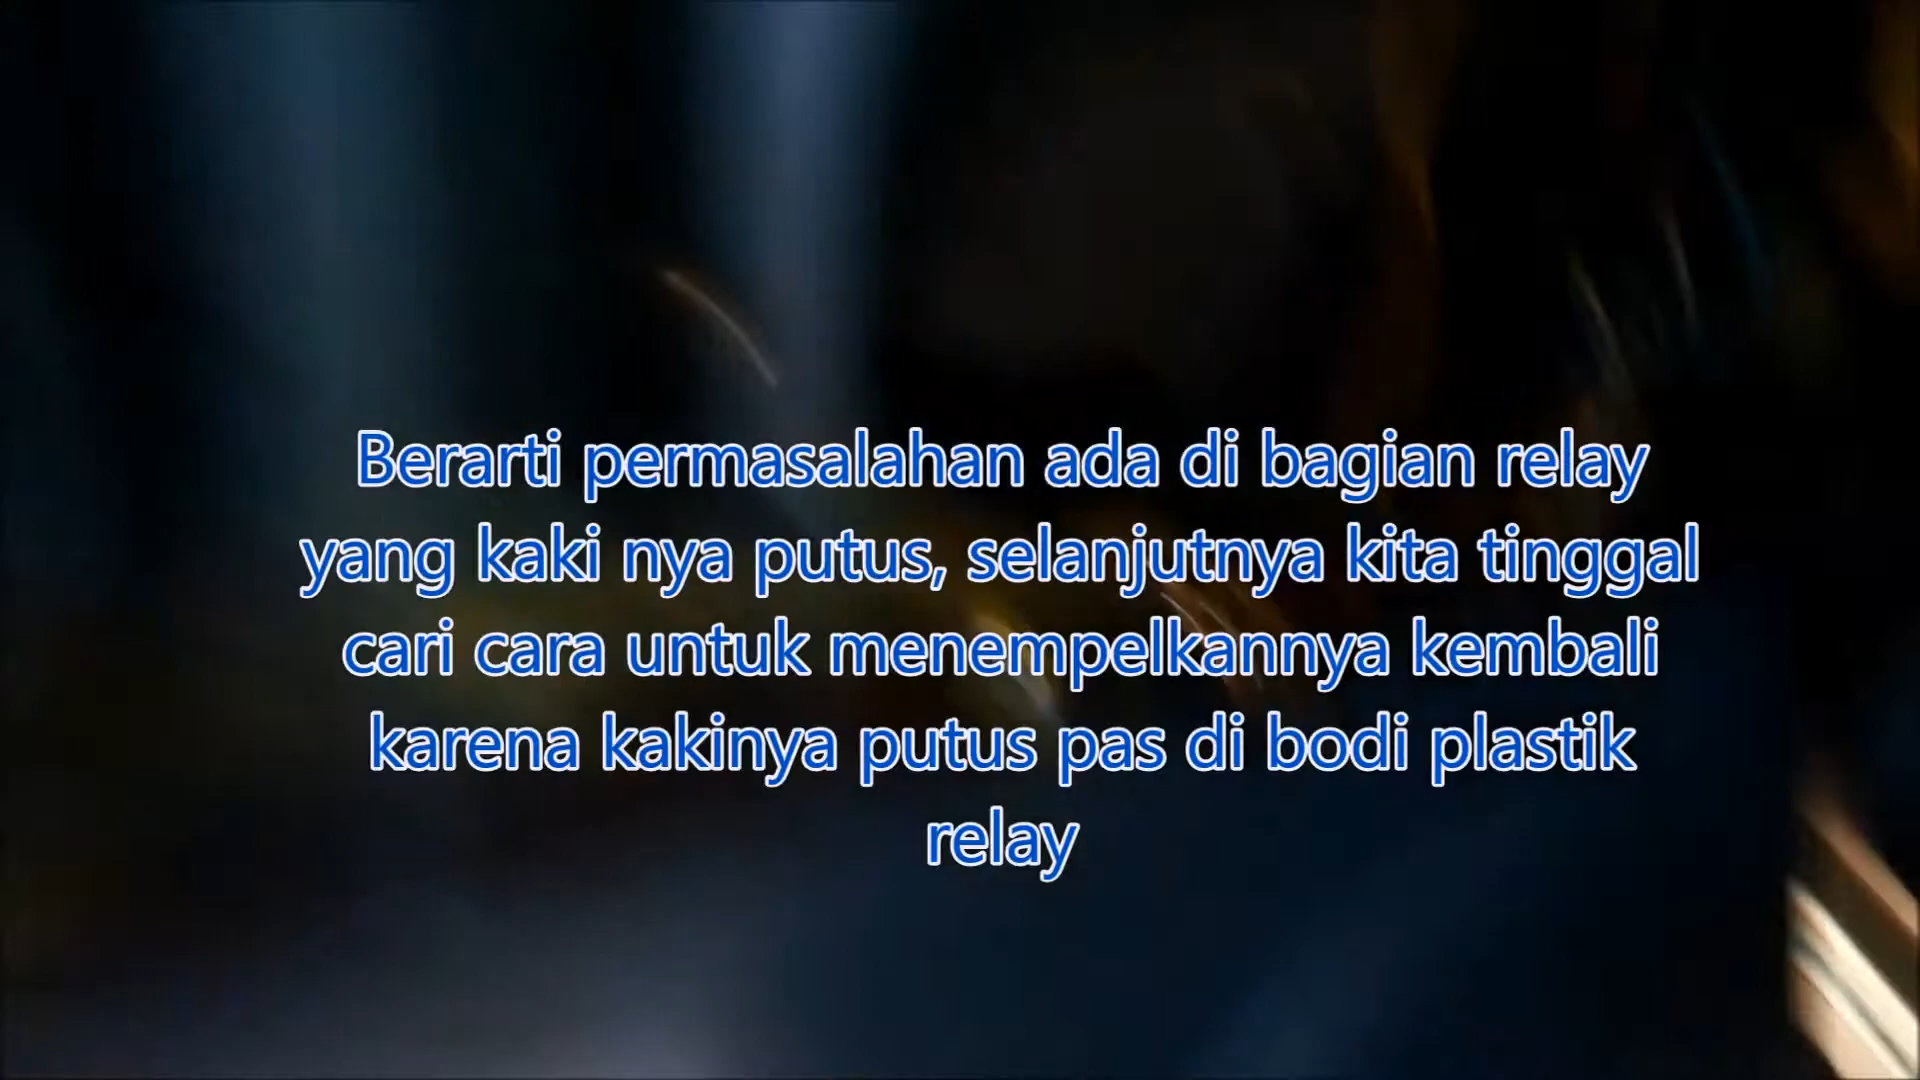 Berarti permasalahan ada di bagian relay
yang kaki nya putus, selanjutnya kita tinggal
cari cara untuk menempelkannya kembali
karena kakinya putus pas di bodi plastik
relay